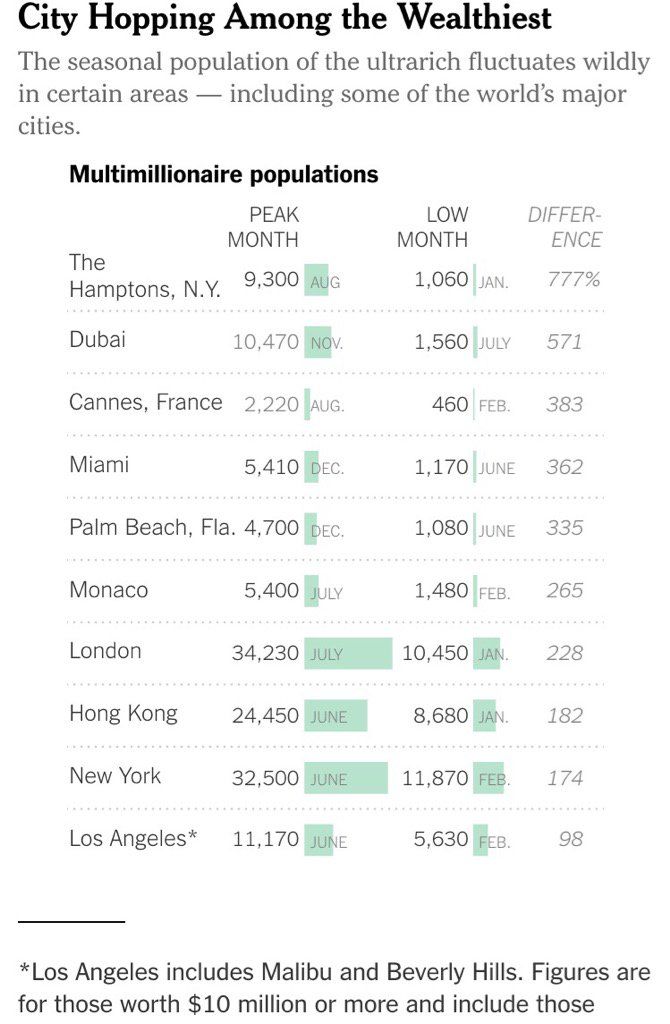 City Hopping Among the Wealthiest
The seasonal population of the ultrarich fluctuates wildly
in certain areas — including some of the world’s major
cities.
Multimillionaire populations
PEAK MONTH LOW MONTH DIFFER-ENCE
The Hamptons, N.Y. 9,300 AUG 1,060 JAN. 777%
Dubai 10,470 NOV. 1,560 JULY 571
Cannes, France 2,220 AUG. 460 FEB. 383
Miami 5,410 DEC. 1,170 JUNE 362
Palm Beach, Fla. 4,700 DEC. 1,080 JUNE 335
Monaco 5,400 JULY 1,480 FEB. 265
London 34,230 JULY 10,450 JAN. 228
Hong Kong 24,450 JUNE 8,680 JAN. 182
New York 32,500 JUNE 11,870 FEB. 174
Los Angeles* 11,170 JUNE 5,630 FEB. 98
*Los Angeles includes Malibu and Beverly Hills. Figures are
for those worth $10 million or more and include those